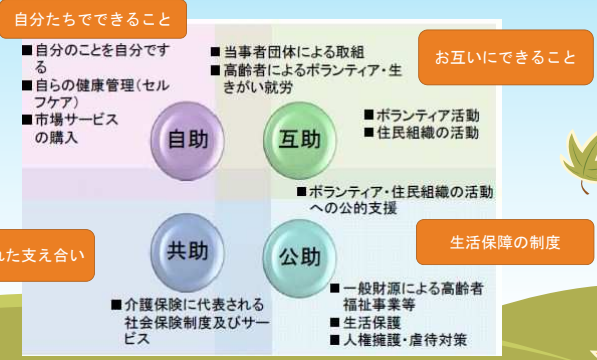 自分たちでできること
■自分のことを自分です
る
■自らの健康管理(セル
フケア)
■市場サービス
の購入
■当事者団体による取組
■高齢者によるボランティア・生
きがい就労
お互いにできること
■ボランティア活動
■住民組織の活動
自助
互助
■ボランティア・住民組織の活動
への公的支援
れた支え合い
共助
公助
生活保障の制度
■介護保険に代表される
社会保険制度及びサー
ビス
■一般財源による高齢者
福祉事業等
■生活保護
■人権擁護・虐待対策